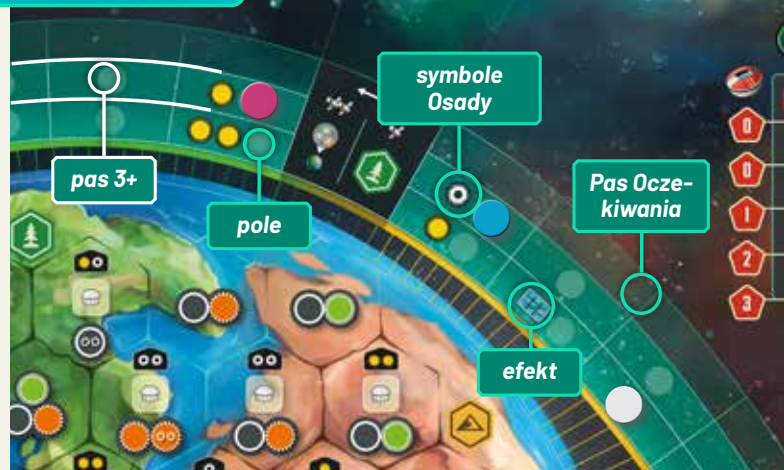 symbole
Osady
pas 3+
pole
Pas Ocze-
kiwania
efekt
0
0
1
2
3